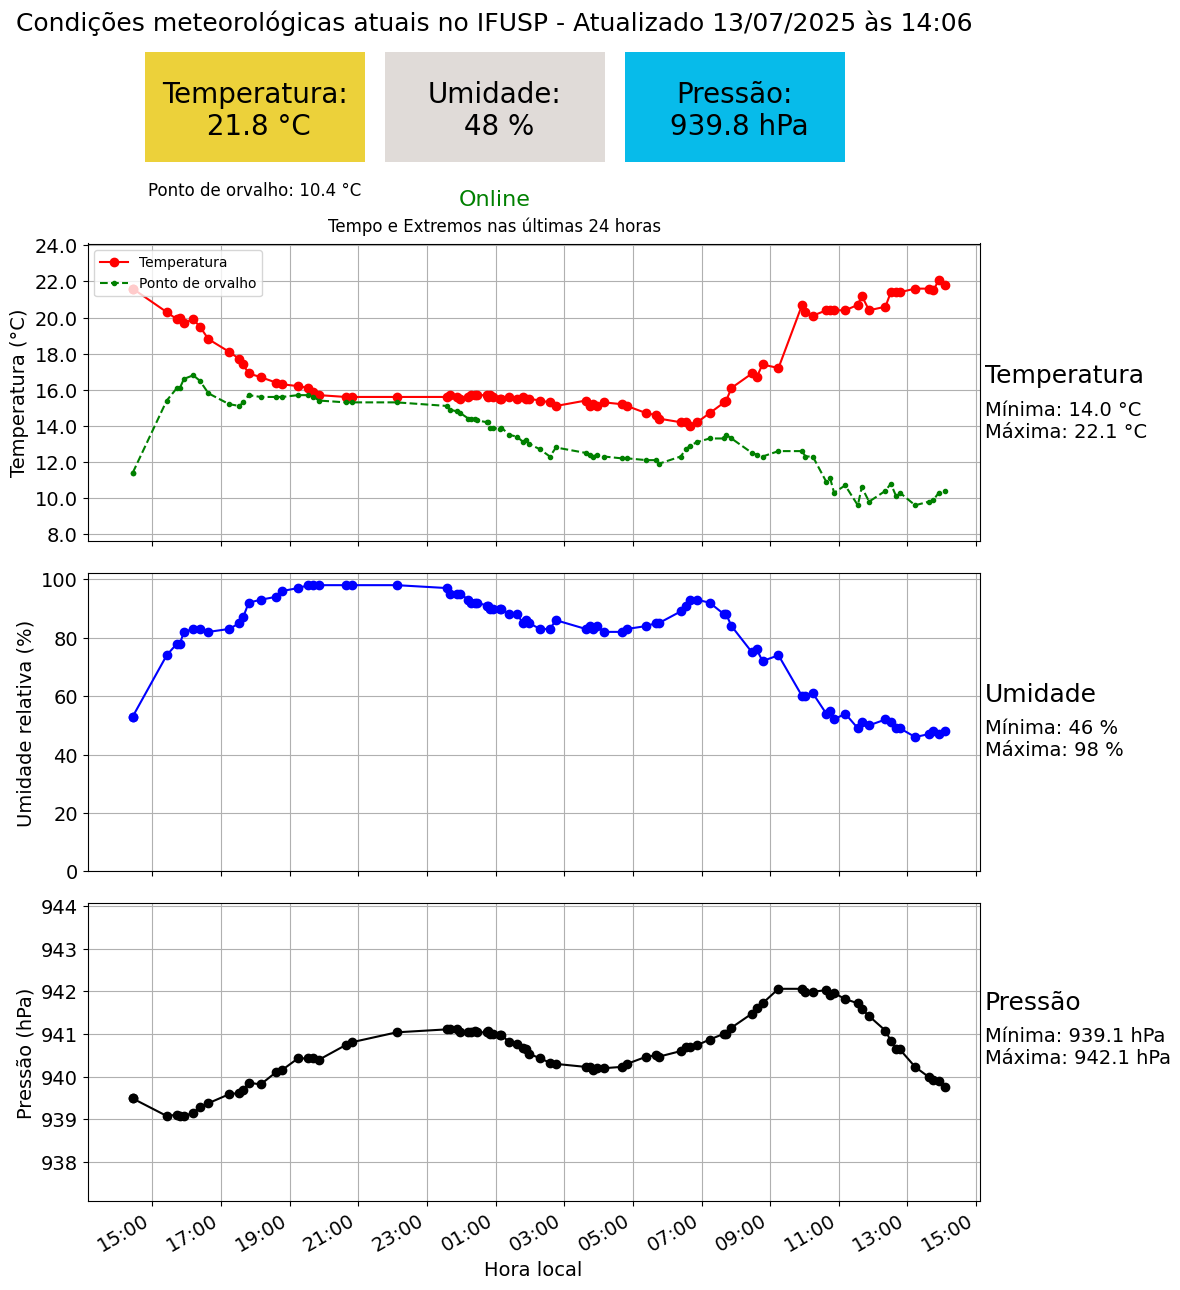 Condições meteorológicas atuais no IFUSP - Atualizado 13/07/2025 às 14:06
Temperatura:
21.8 °C
Umidade:
48 %
Pressão:
939.8 hPa
Ponto de orvalho: 10.4 °C
Online
Tempo e Extremos nas últimas 24 horas
Temperatura (°C)
24.0
22.0
20.0
18.0
16.0
14.0
12.0
10.0
8.0
Temperatura
Ponto de orvalho
Temperatura
Mínima: 14.0 °C
Máxima: 22.1 °C
Umidade relativa (%)
100
80
60
40
20
0
Umidade
Mínima: 46 %
Máxima: 98 %
Pressão (hPa)
944
943
942
941
940
939
938
Pressão
Mínima: 939.1 hPa
Máxima: 942.1 hPa
15:00
17:00
19:00
21:00
23:00
01:00
03:00
05:00
07:00
09:00
11:00
13:00
15:00
Hora local